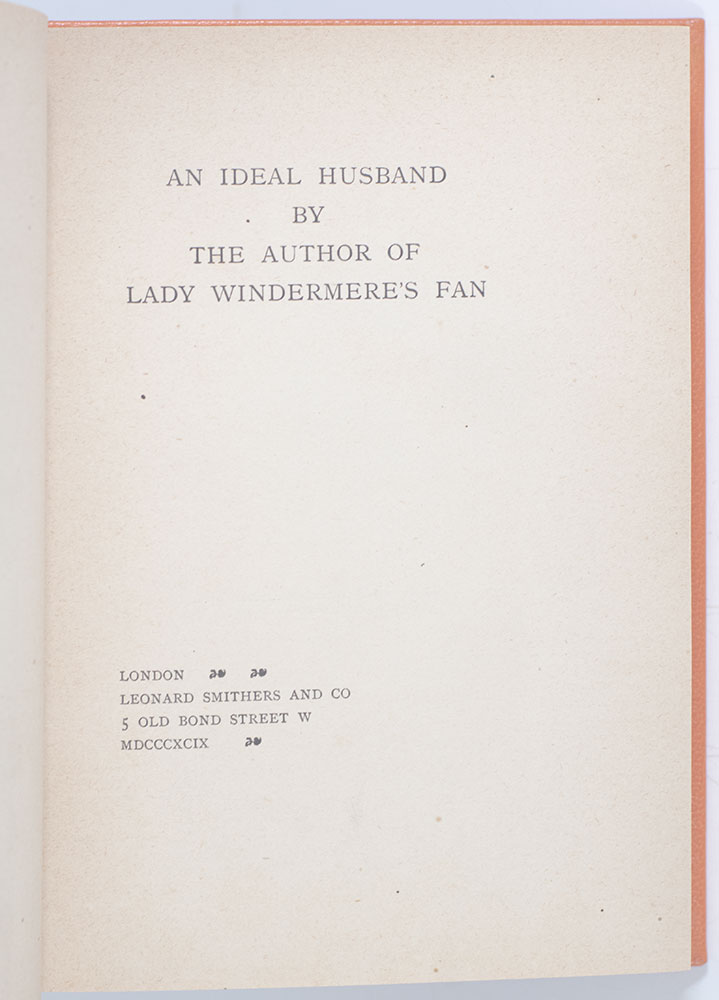 AN IDEAL HUSBAND
BY
THE AUTHOR OF
LADY WINDERMERE'S FAN
LONDON
LEONARD SMITHERS AND CO
5 OLD BOND STREET W
MDCCCXCIX